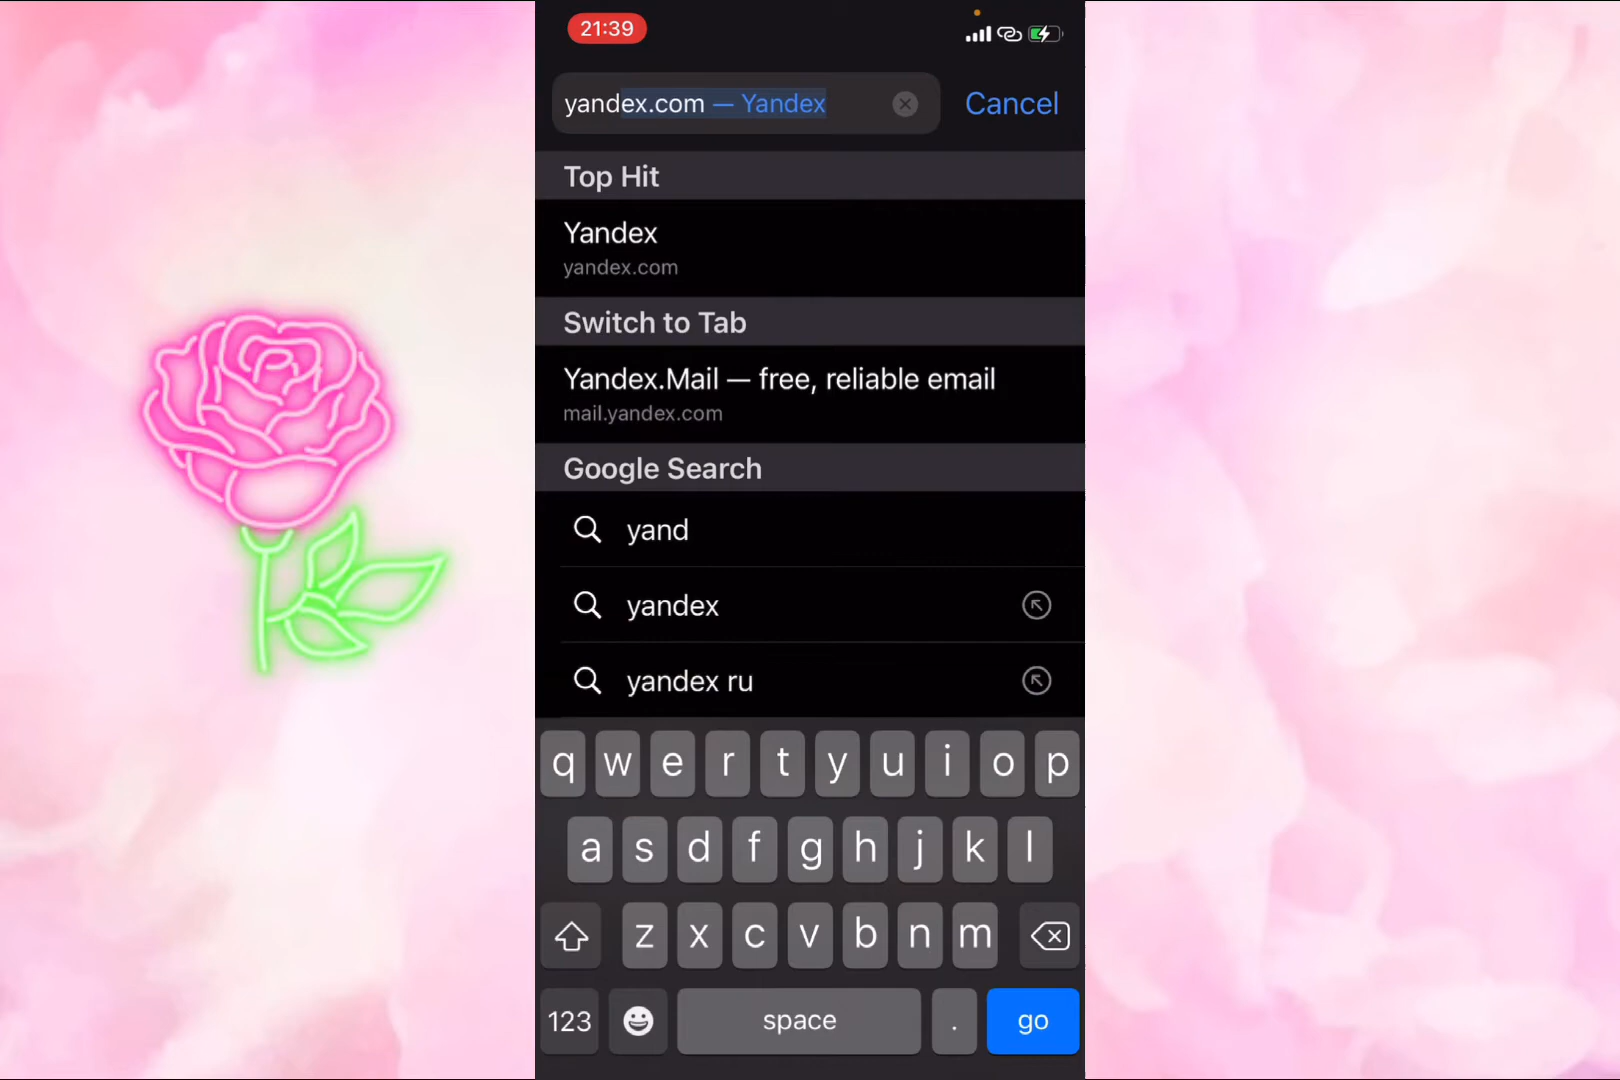 21:39
yandex.com — Yandex
Cancel
Top Hit
Yandex
yandex.com
Switch to Tab
Yandex.Mail — free, reliable email
mail.yandex.com
Google Search
yand
yandex
yandex ru
q w e r t y u i o p
a s d f g h j k l
z x c v b n m
123 space . go